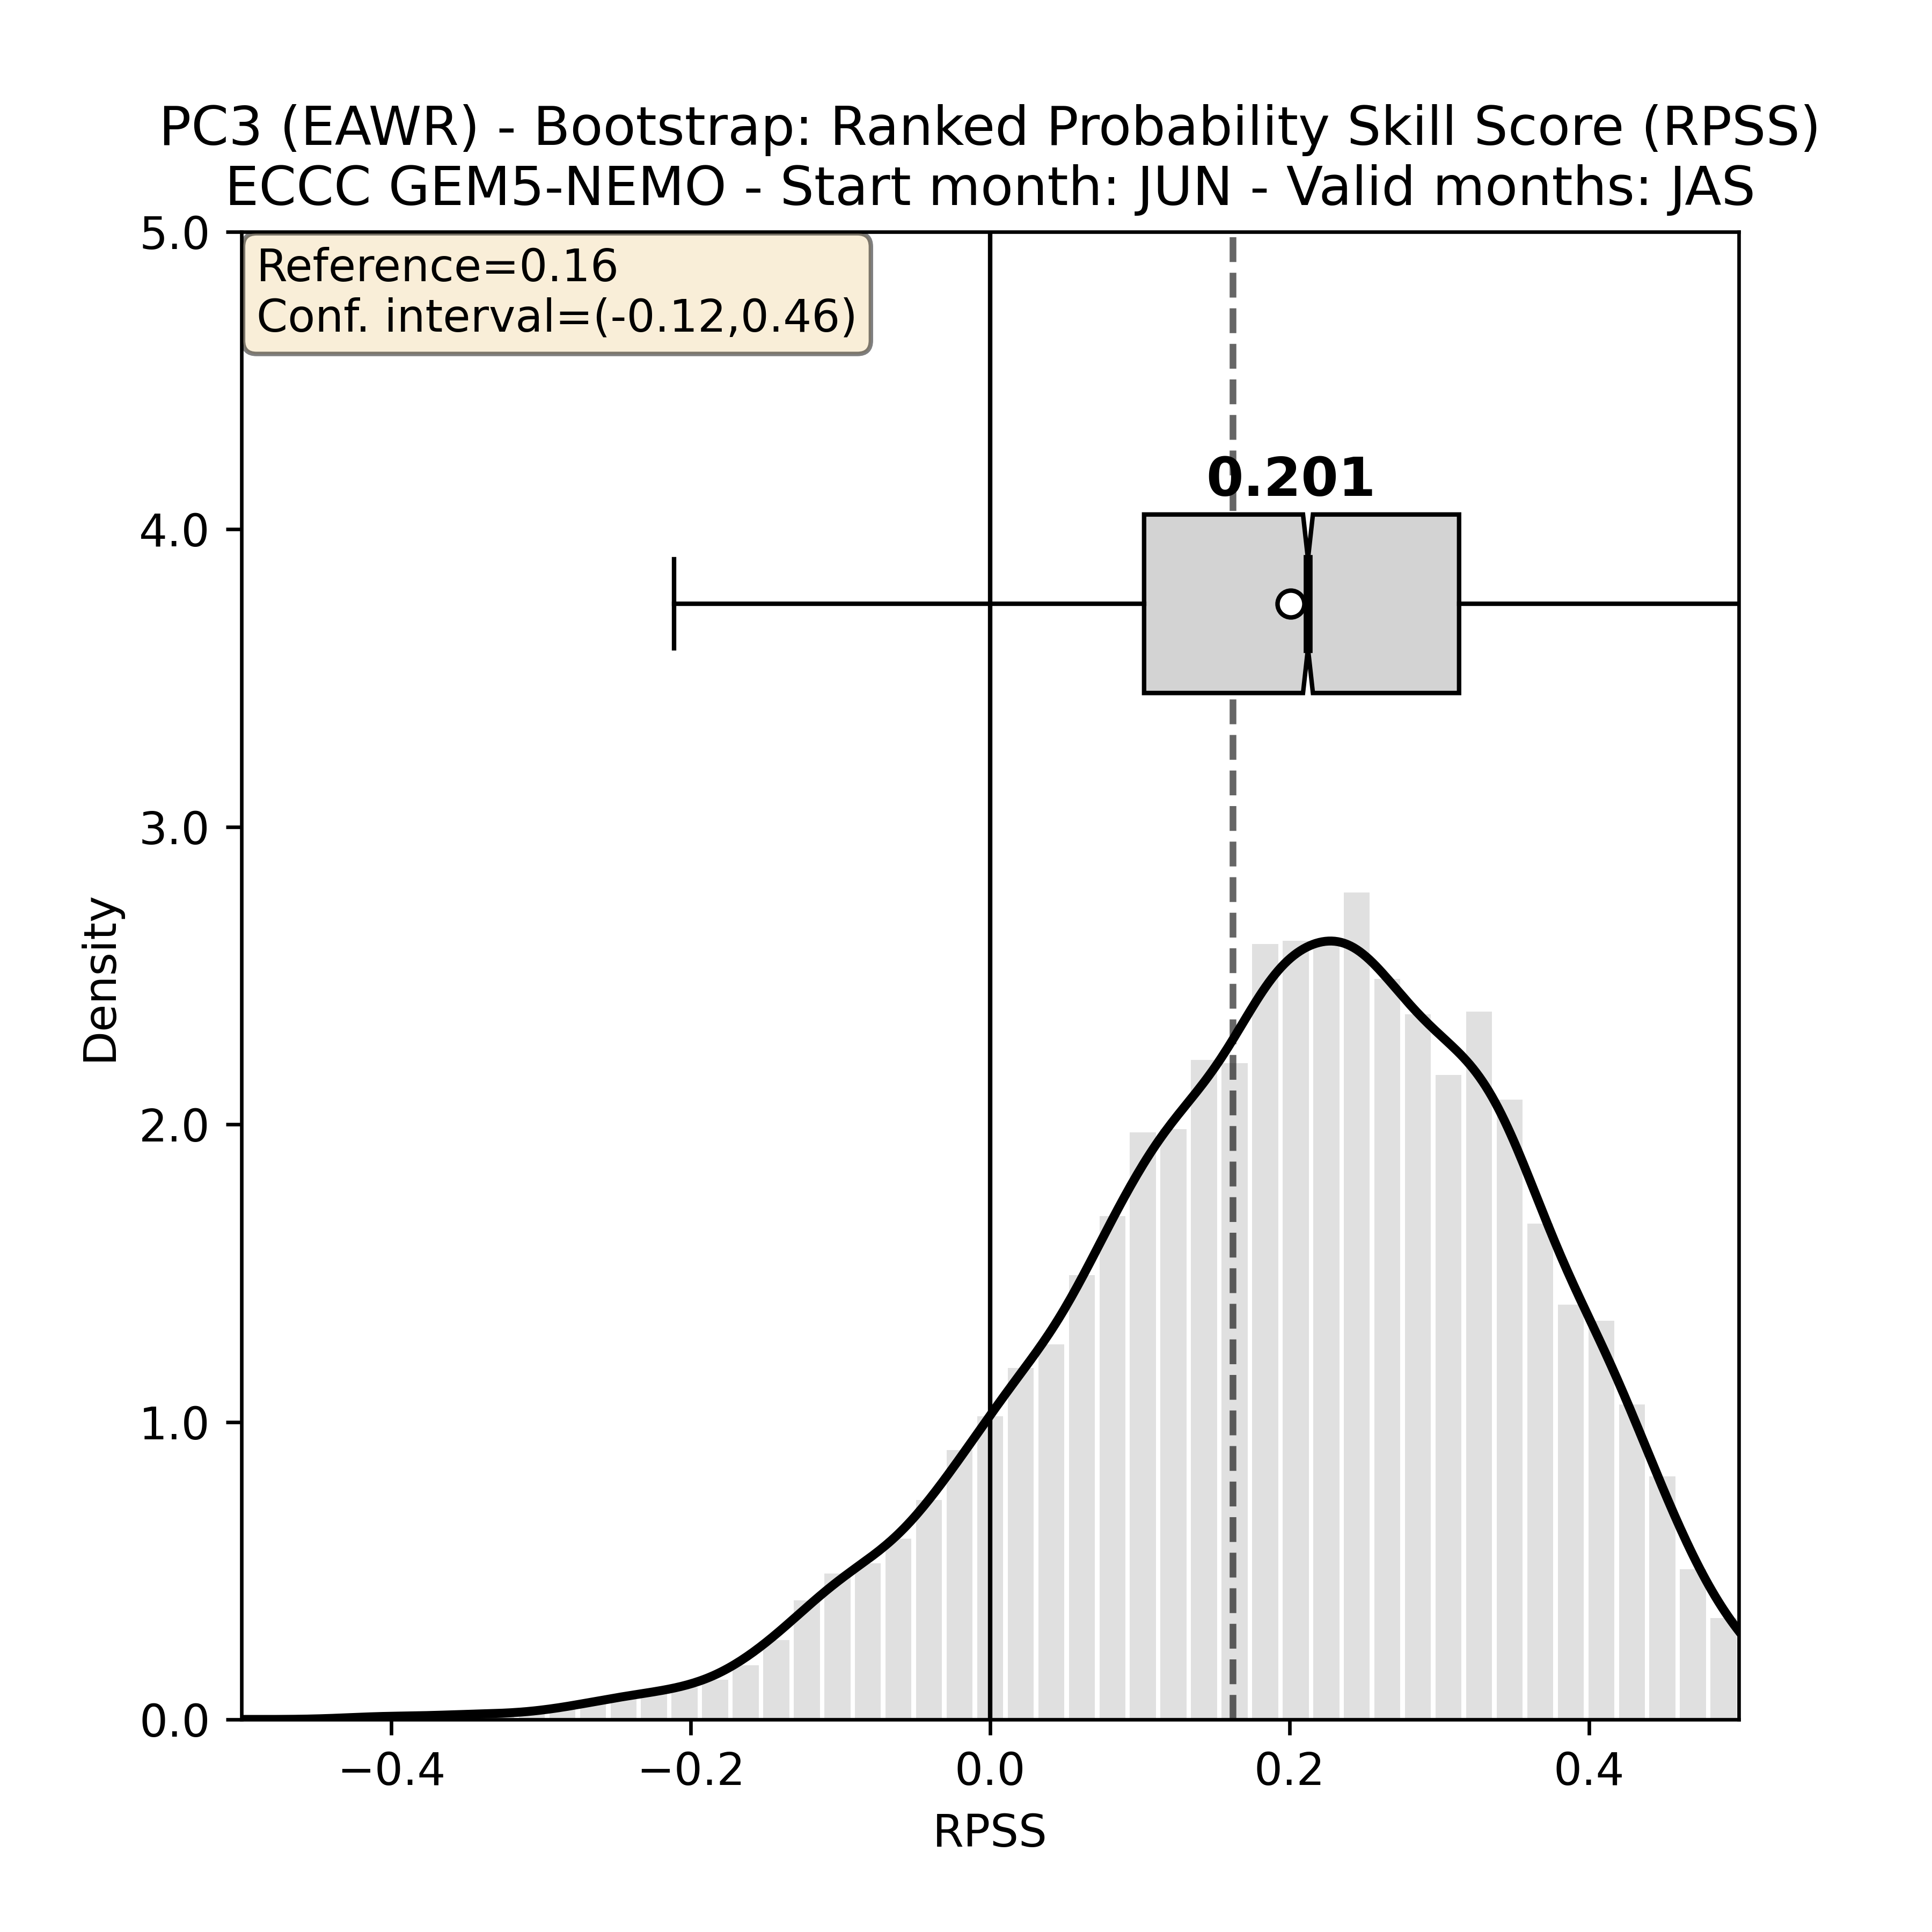 PC3 (EAWR) - Bootstrap: Ranked Probability Skill Score (RPSS)
ECCC GEM5-NEMO - Start month: JUN - Valid months: JAS
5.0
Reference=0.16
Conf. interval=(-0.12,0.46)
0.201
4.0
3.0
Density
2.0
1.0
0.0
−0.4 −0.2 0.0 0.2 0.4
RPSS